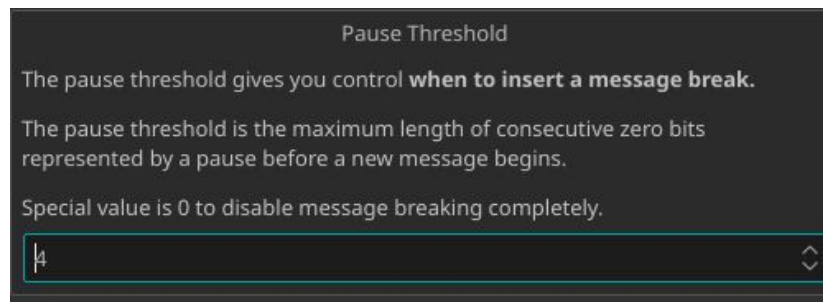 Pause Threshold
The pause threshold gives you control when to insert a message break.
The pause threshold is the maximum length of consecutive zero bits
represented by a pause before a new message begins.
Special value is 0 to disable message breaking completely.
4